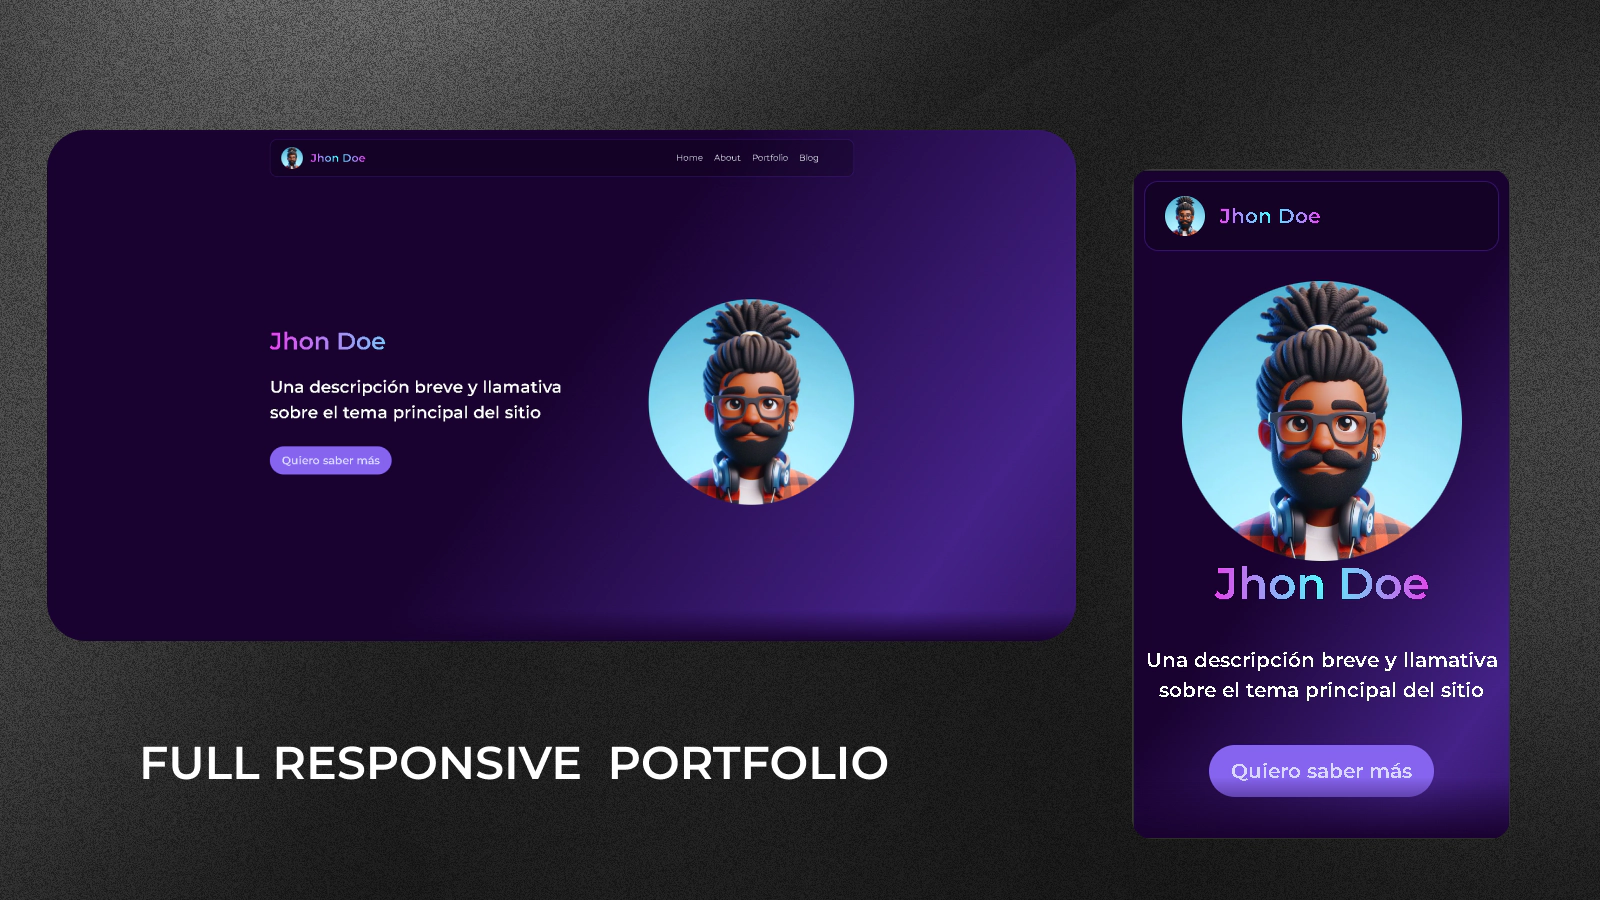 Jhon Doe
Home About Portfolio Blog
Jhon Doe
Una descripción breve y llamativa
sobre el tema principal del sitio
Quiero saber más
Jhon Doe
Jhon Doe
Una descripción breve y llamativa
sobre el tema principal del sitio
Quiero saber más
FULL RESPONSIVE PORTFOLIO